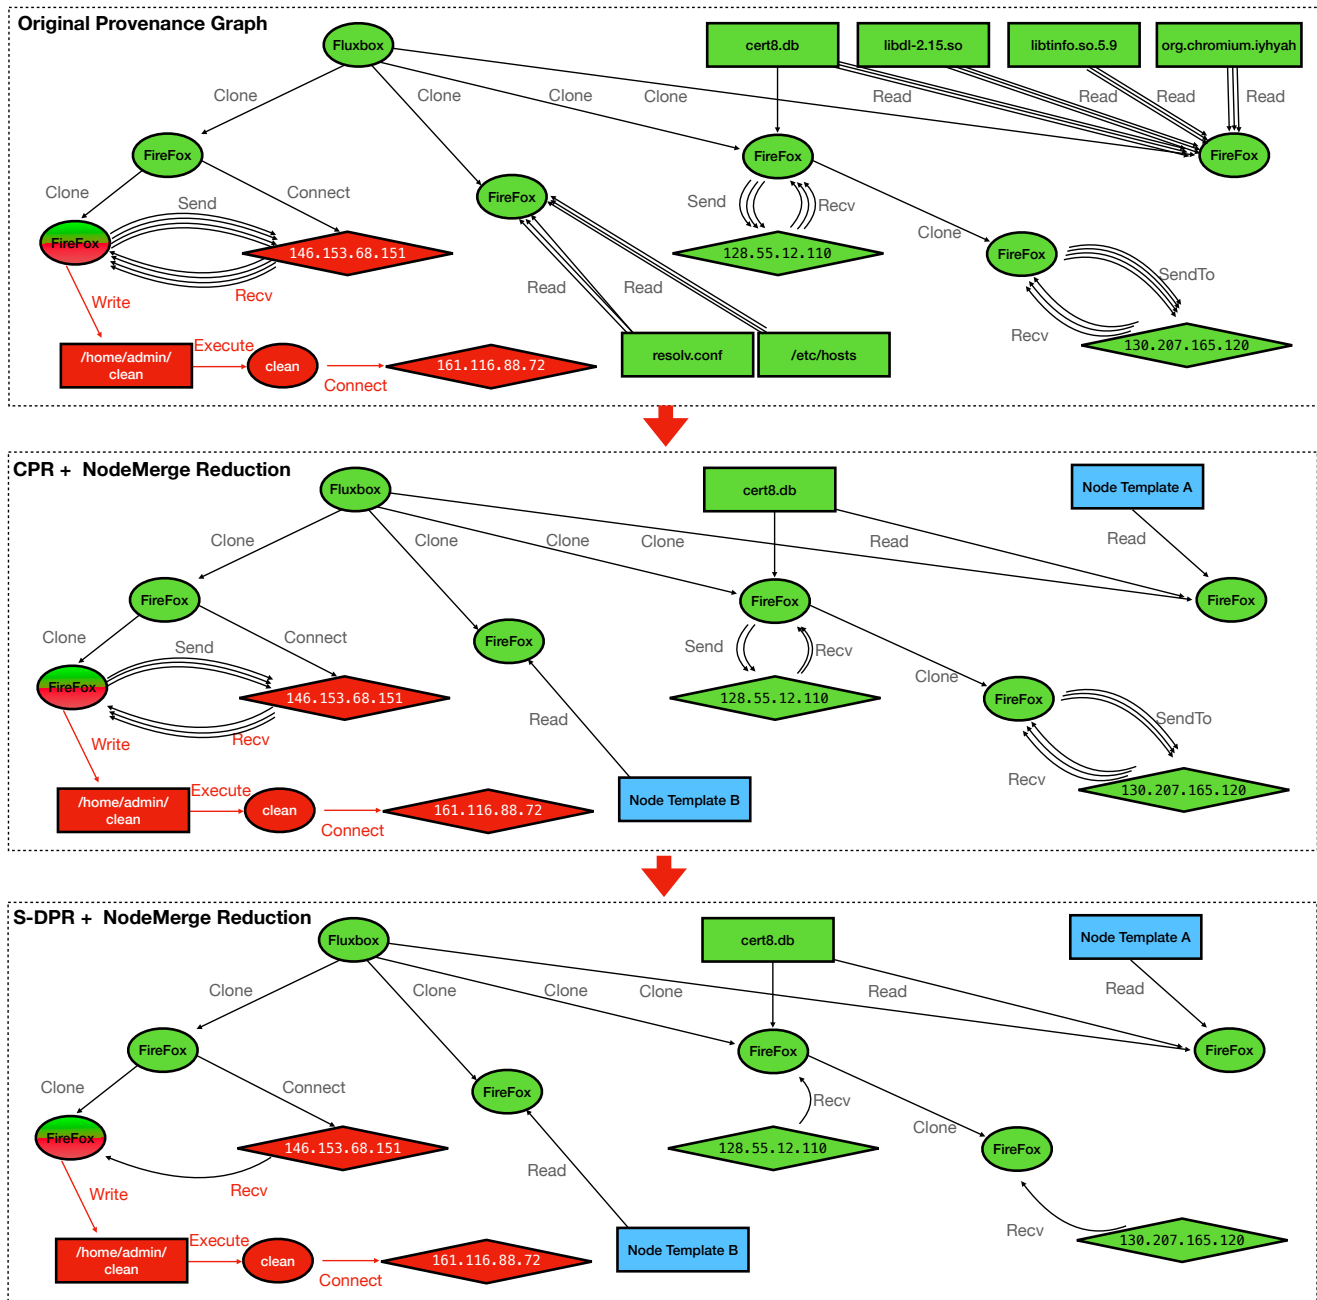 Original Provenance Graph
Fluxbox
cert8.db
libdl-2.15.so
libtinfo.so.5.9
org.chromium.iyhyah
Clone
Clone
Clone
Clone
Read
Read
Read
Read
FireFox
FireFox
FireFox
FireFox
Clone
Connect
Send
FireFox
146.153.68.151
Recv
Write
Send
Recv
128.55.12.110
Clone
FireFox
SendTo
Recv
130.207.165.120
Read
Read
resolv.conf
/etc/hosts
/home/admin/
clean
Execute
clean
Connect
161.116.88.72
CPR + NodeMerge Reduction
Fluxbox
cert8.db
Node Template A
Clone
Clone
Clone
Clone
Read
Read
FireFox
FireFox
FireFox
FireFox
Clone
Connect
Send
FireFox
146.153.68.151
Recv
Write
Send
Recv
128.55.12.110
Clone
FireFox
SendTo
Recv
130.207.165.120
Read
Node Template B
/home/admin/
clean
Execute
clean
Connect
161.116.88.72
S-DPR + NodeMerge Reduction
Fluxbox
cert8.db
Node Template A
Clone
Clone
Clone
Clone
Read
Read
FireFox
FireFox
FireFox
FireFox
Clone
Connect
FireFox
146.153.68.151
Recv
Write
Recv
128.55.12.110
Clone
FireFox
Recv
130.207.165.120
Read
Node Template B
/home/admin/
clean
Execute
clean
Connect
161.116.88.72